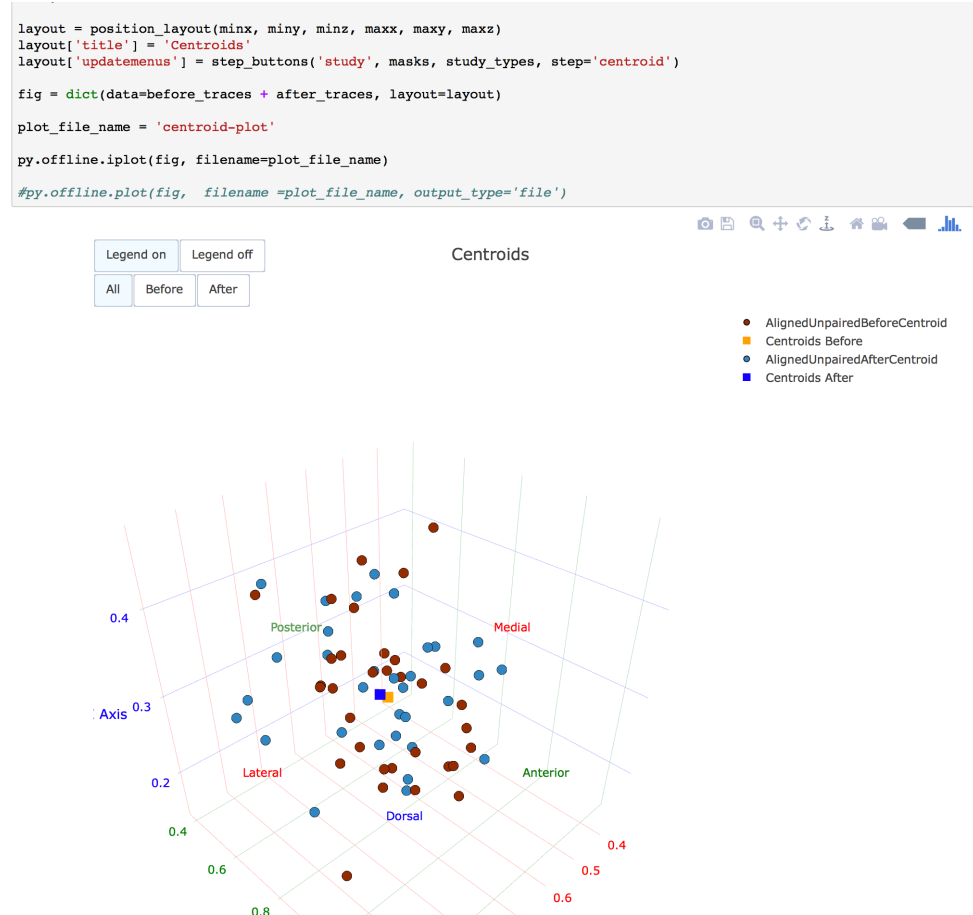 layout = position_layout(minx, miny, minz, maxx, maxy, maxz)
layout['title'] = 'Centroids'
layout['updatemenus'] = step_buttons('study', masks, study_types, step='centroid')
fig = dict(data=before_traces + after_traces, layout=layout)
plot_file_name = 'centroid-plot'
py.offline.iplot(fig, filename=plot_file_name)
#py.offline.plot(fig,  filename =plot_file_name, output_type='file')
z
Legend on Legend off
Centroids
All Before After
AlignedUnpairedBeforeCentroid
Centroids Before
AlignedUnpairedAfterCentroid
Centroids After
0.4
Posterior
Medial
: Axis 0.3
Lateral
Anterior
0.2
Dorsal
0.4
0.4
0.6
0.5
0.6
0.8